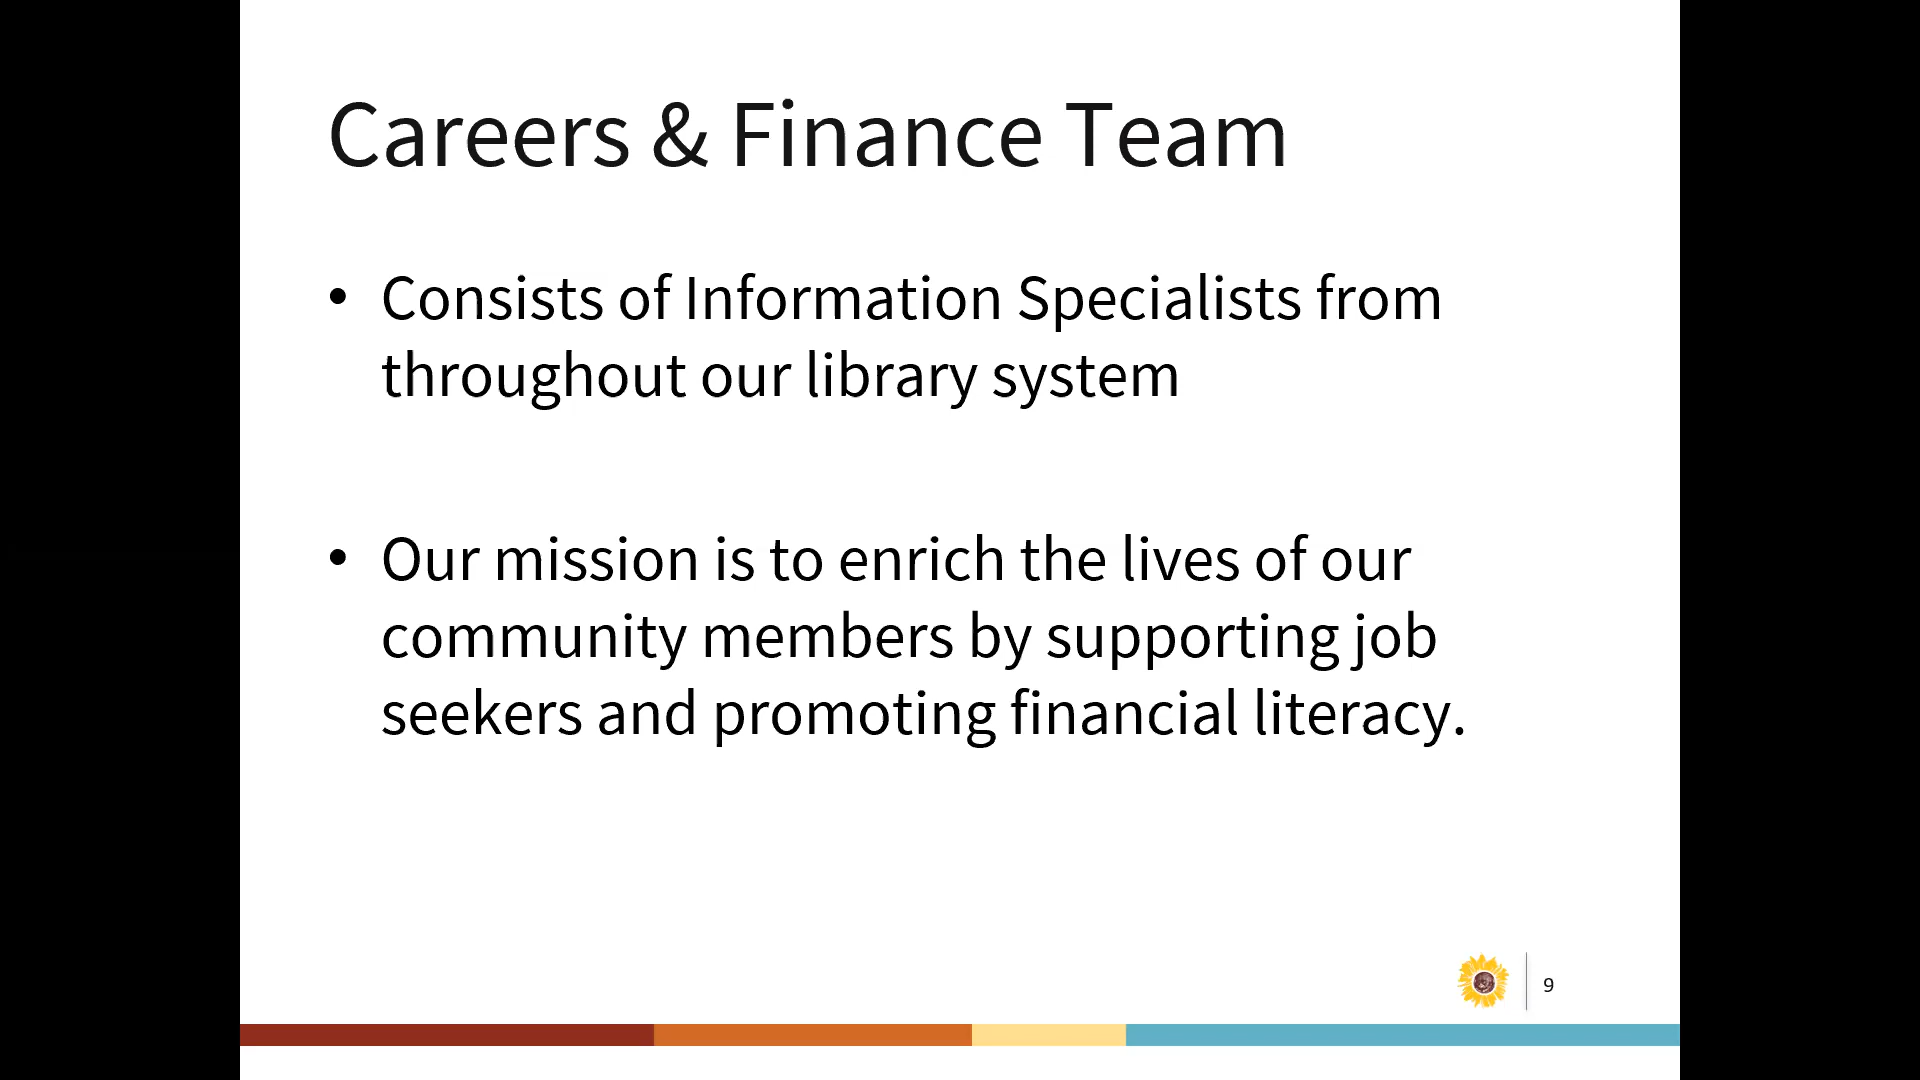 Careers & Finance Team
• Consists of Information Specialists from
throughout our library system
• Our mission is to enrich the lives of our
community members by supporting job
seekers and promoting financial literacy.
9